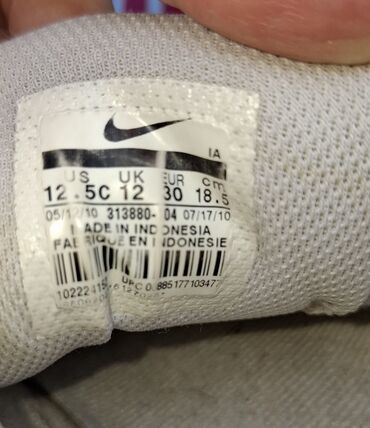 IA
US UK EUR cm
12.5C 12 30 18.5
05/12/10 313880- 04 07/17/10
MADE IN INDONESIA
FABRIQUE EN INDONESIE
UPC 0.885177103477